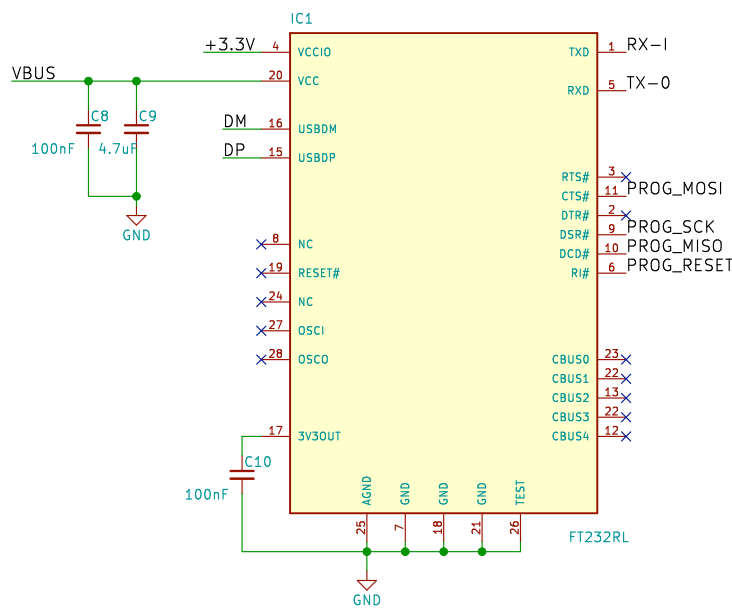 IC1
+3.3V 4 VCCIO TXD 1 RX-I
VBUS 20 VCC RXD 5 TX-0
C8 C9
100nF 4.7uF
GND
DM 16 USBDM
DP 15 USBDP
RTS# 3
CTS# 11 PROG_MOSI
DTR# 2
DSR# 9 PROG_SCK
DCD# 10 PROG_MISO
RI# 6 PROG_RESET
8 NC
19 RESET#
24 NC
27 OSCI
28 OSCO
CBUS0 23
CBUS1 22
CBUS2 13
CBUS3 22
CBUS4 12
17 3V3OUT
C10
100nF
AGND GND GND GND TEST
25 7 18 21 26
FT232RL
GND